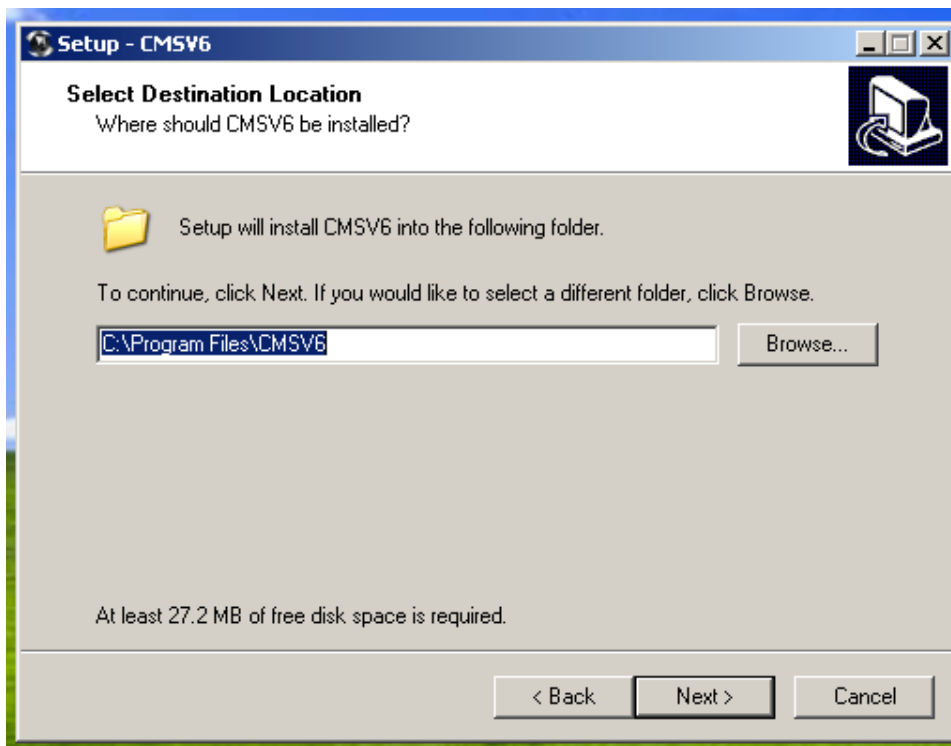 Setup - CMSV6
Select Destination Location
Where should CMSV6 be installed?
Setup will install CMSV6 into the following folder.
To continue, click Next. If you would like to select a different folder, click Browse.
C:\Program Files\CMSV6
Browse...
At least 27.2 MB of free disk space is required.
< Back
Next >
Cancel